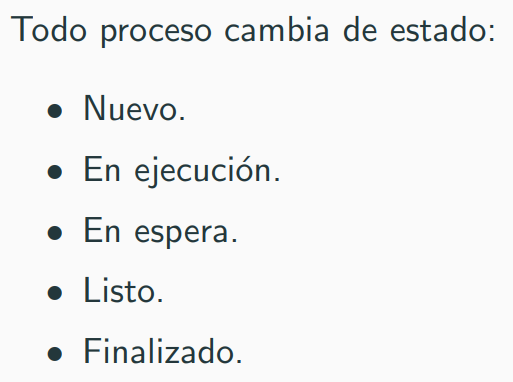 Todo proceso cambia de estado:
• Nuevo.
• En ejecución.
• En espera.
• Listo.
• Finalizado.